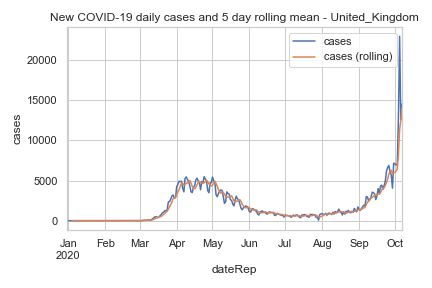 New COVID-19 daily cases and 5 day rolling mean - United_Kingdom
cases
cases (rolling)
20000
15000
10000
5000
0
cases
Jan Feb Mar Apr May Jun Jul Aug Sep Oct
2020
dateRep